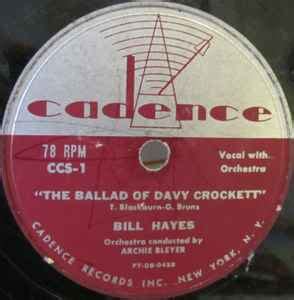 cadence
78 RPM
CCS-1
Vocal with
Orchestra
"THE BALLAD OF DAVY CROCKETT"
T. Blackburn-G. Bruns
BILL HAYES
Orchestra conducted by
ARCHIE BLEYER
CADENCE RECORDS INC. NEW YORK, N.Y.